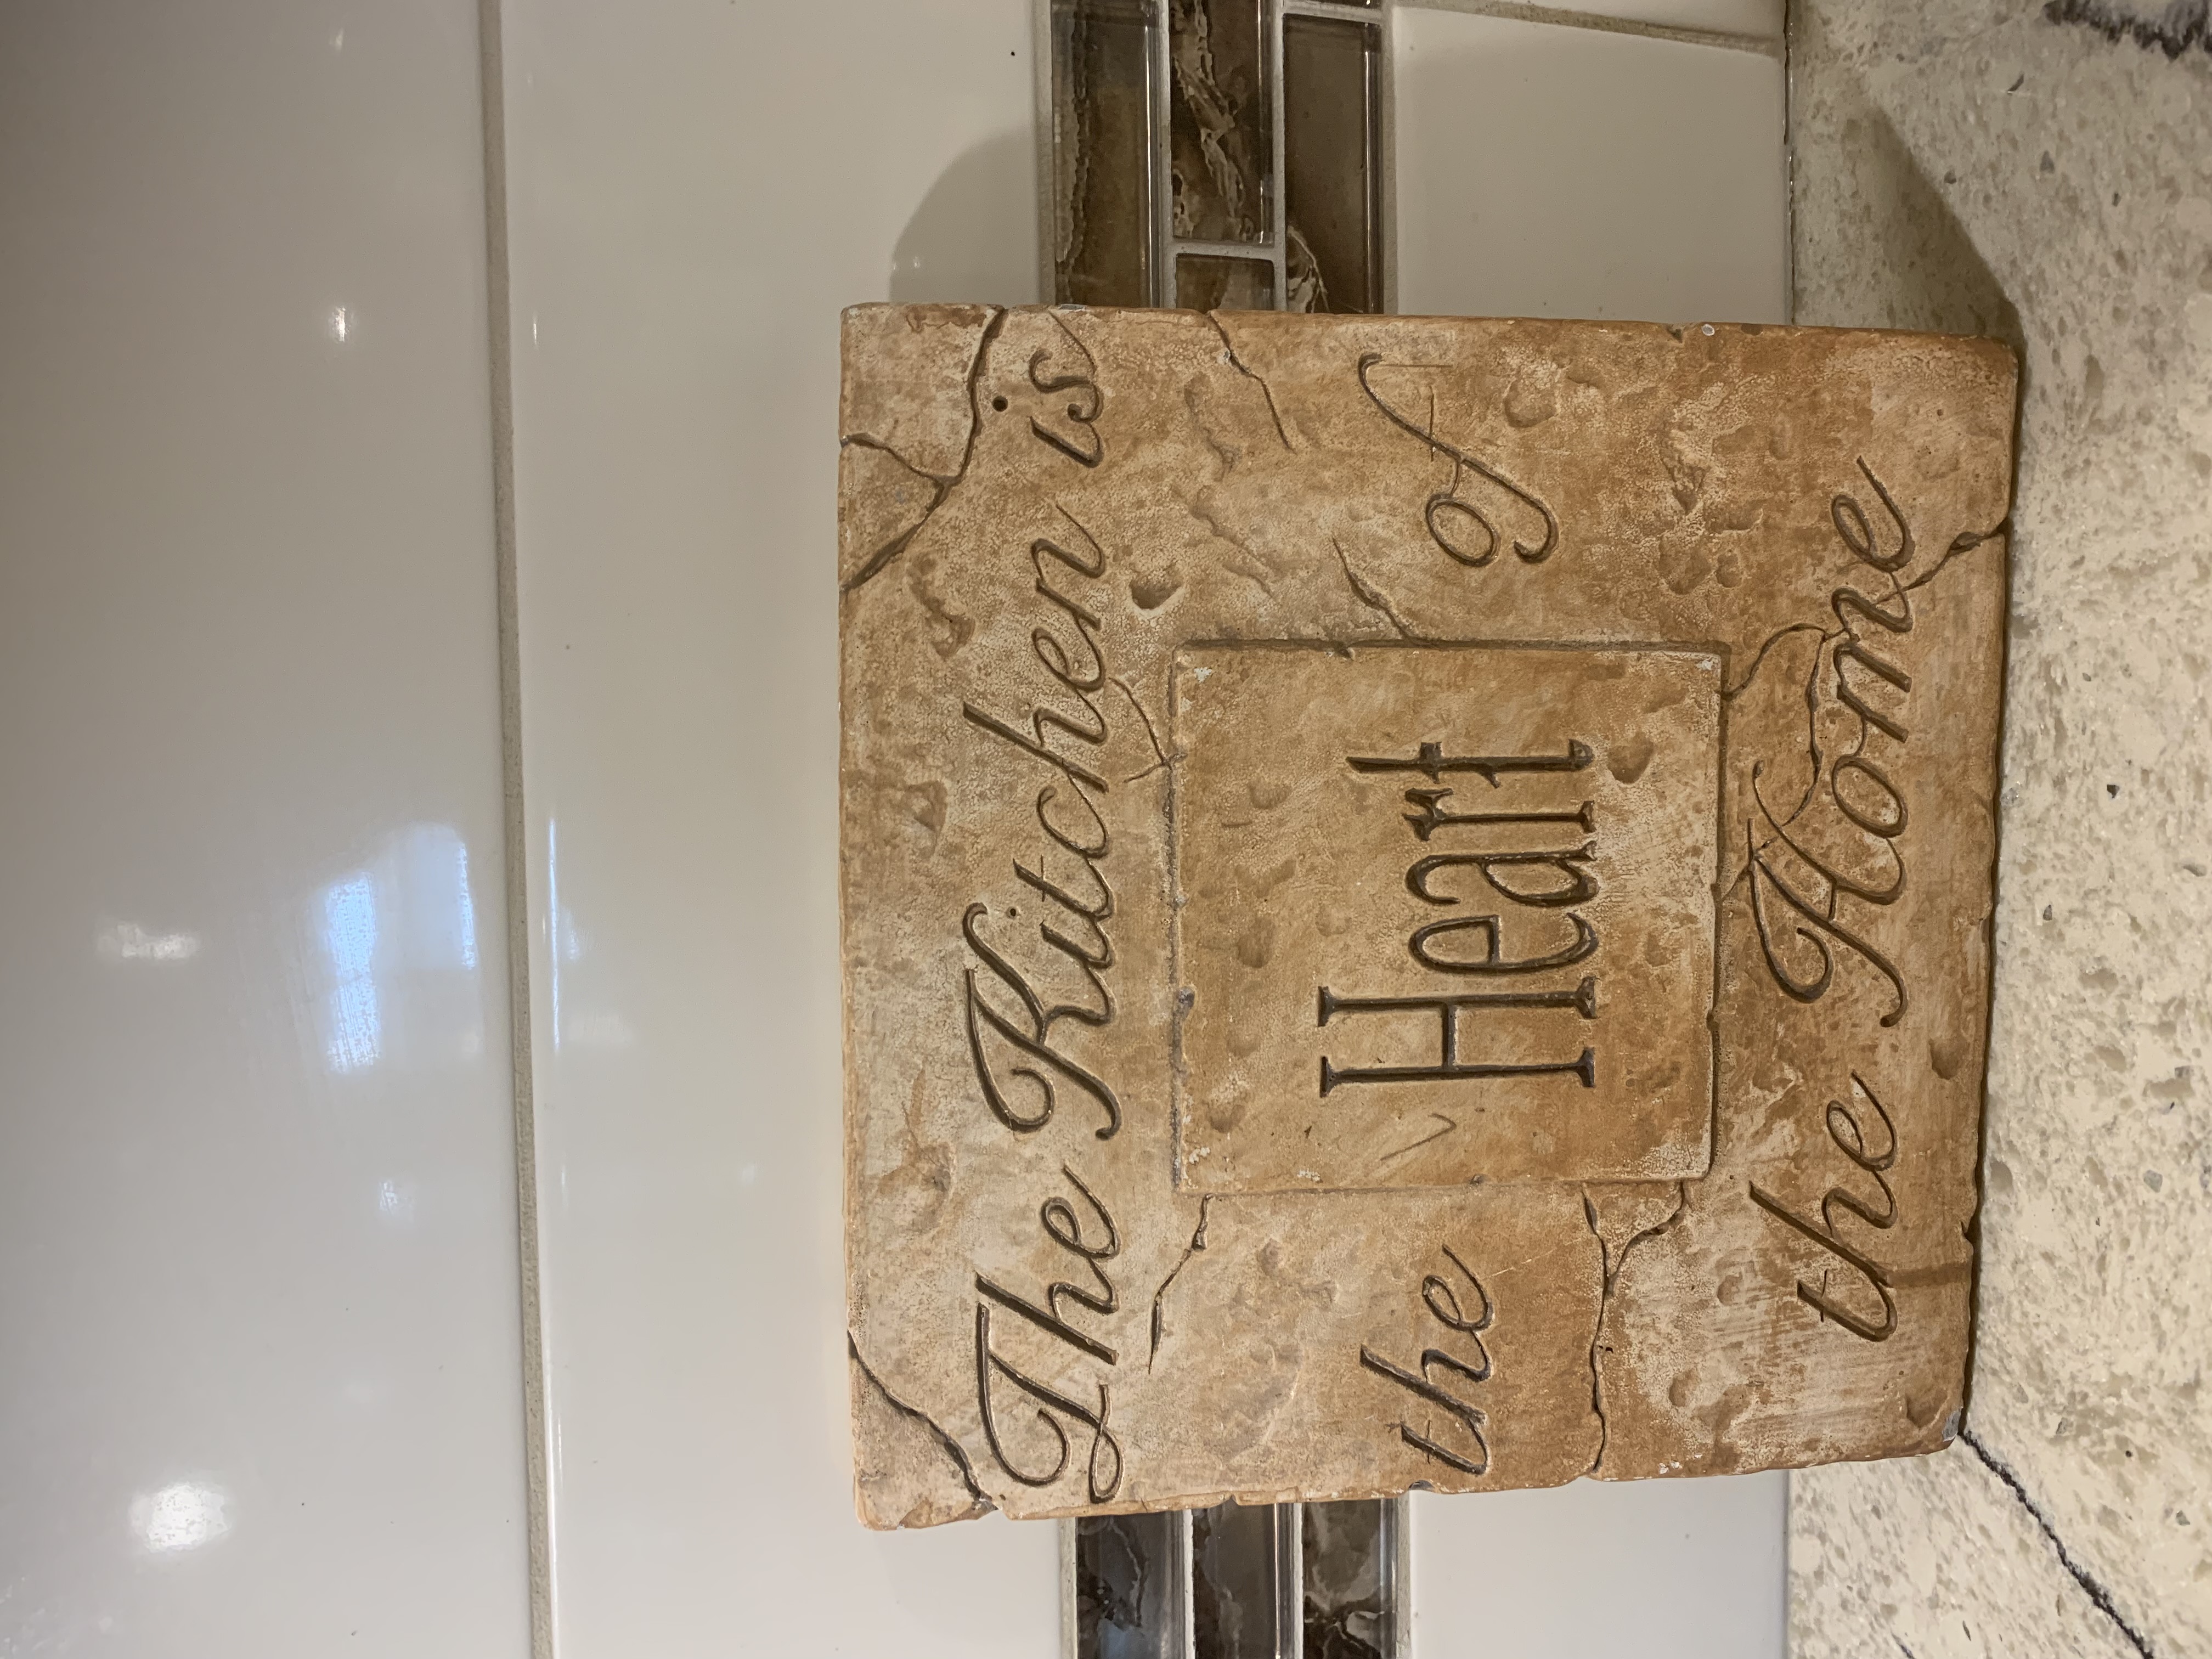 The Kitchen is
the Heart of
the Home